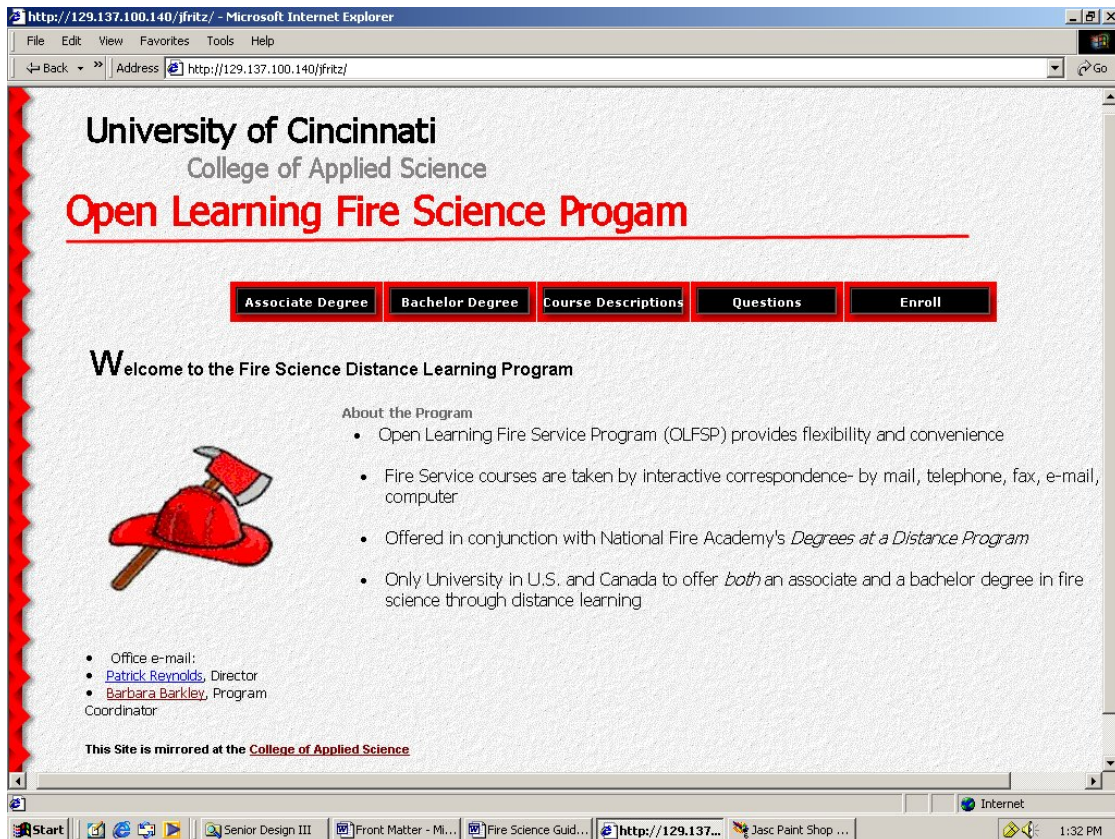 http://129.137.100.140/jfritz/ - Microsoft Internet Explorer
File Edit View Favorites Tools Help
Back » Address http://129.137.100.140/jfritz/ Go
University of Cincinnati
College of Applied Science
Open Learning Fire Science Progam
Associate Degree Bachelor Degree Course Descriptions Questions Enroll
Welcome to the Fire Science Distance Learning Program
About the Program
• Open Learning Fire Service Program (OLFSP) provides flexibility and convenience
• Fire Service courses are taken by interactive correspondence- by mail, telephone, fax, e-mail,
computer
• Offered in conjunction with National Fire Academy's Degrees at a Distance Program
• Only University in U.S. and Canada to offer both an associate and a bachelor degree in fire
science through distance learning
• Office e-mail:
• Patrick Reynolds, Director
• Barbara Barkley, Program
Coordinator
This Site is mirrored at the College of Applied Science
Internet
Start Senior Design III Front Matter - Mi... Fire Science Guid... http://129.137... Jasc Paint Shop ... 1:32 PM